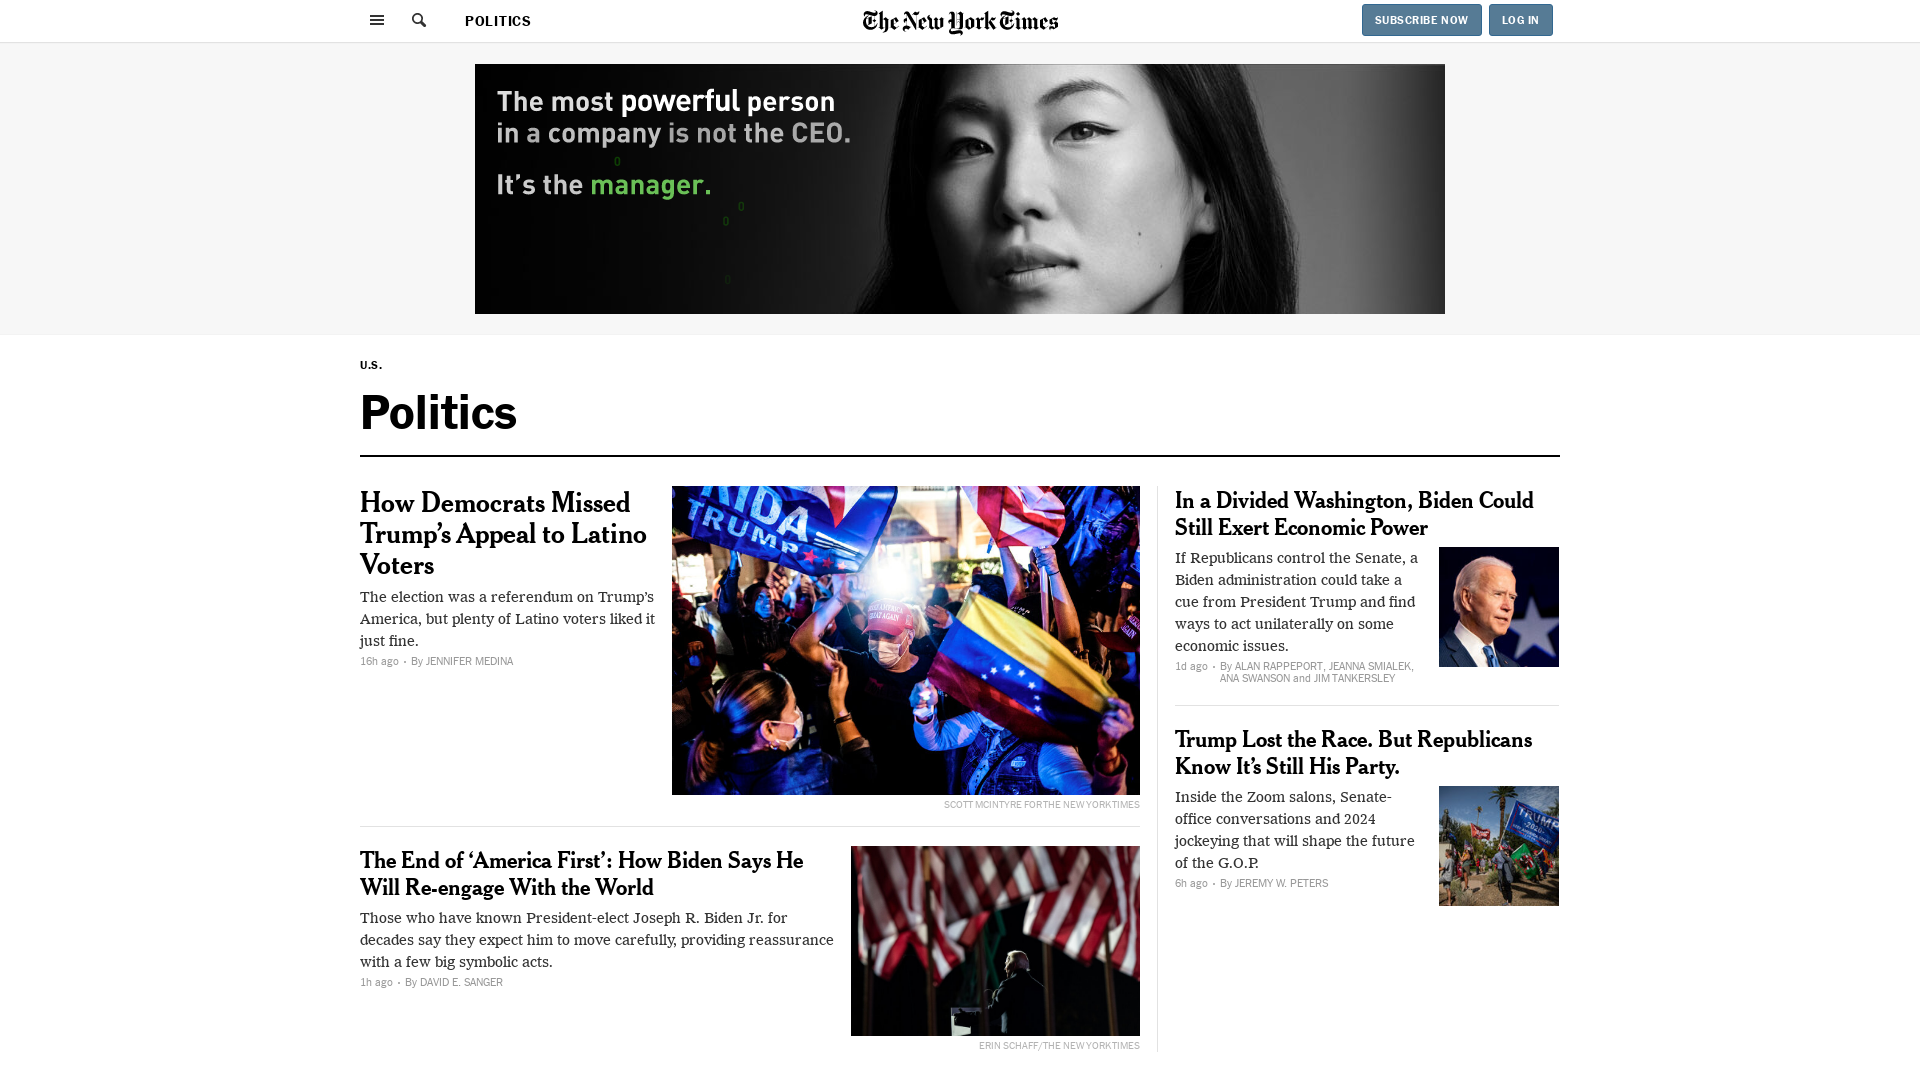 POLITICS
The New York Times
SUBSCRIBE NOW
LOG IN
The most powerful person
in a company is not the CEO.
It's the manager.
0
0
0
U.S.
Politics
How Democrats Missed
Trump’s Appeal to Latino
Voters
The election was a referendum on Trump’s
America, but plenty of Latino voters liked it
just fine.
16h ago • By JENNIFER MEDINA
TRUMP
SCOTT MCINTYRE FOR THE NEW YORK TIMES
The End of ‘America First’: How Biden Says He
Will Re-engage With the World
Those who have known President-elect Joseph R. Biden Jr. for
decades say they expect him to move carefully, providing reassurance
with a few big symbolic acts.
1h ago • By DAVID E. SANGER
ERIN SCHAFF/THE NEW YORK TIMES
In a Divided Washington, Biden Could
Still Exert Economic Power
If Republicans control the Senate, a
Biden administration could take a
cue from President Trump and find
ways to act unilaterally on some
economic issues.
1d ago • By ALAN RAPPEPORT, JEANNA SMIALEK,
ANA SWANSON and JIM TANKERSLEY
Trump Lost the Race. But Republicans
Know It’s Still His Party.
Inside the Zoom salons, Senate-
office conversations and 2024
jockeying that will shape the future
of the G.O.P.
6h ago • By JEREMY W. PETERS
TRUMP